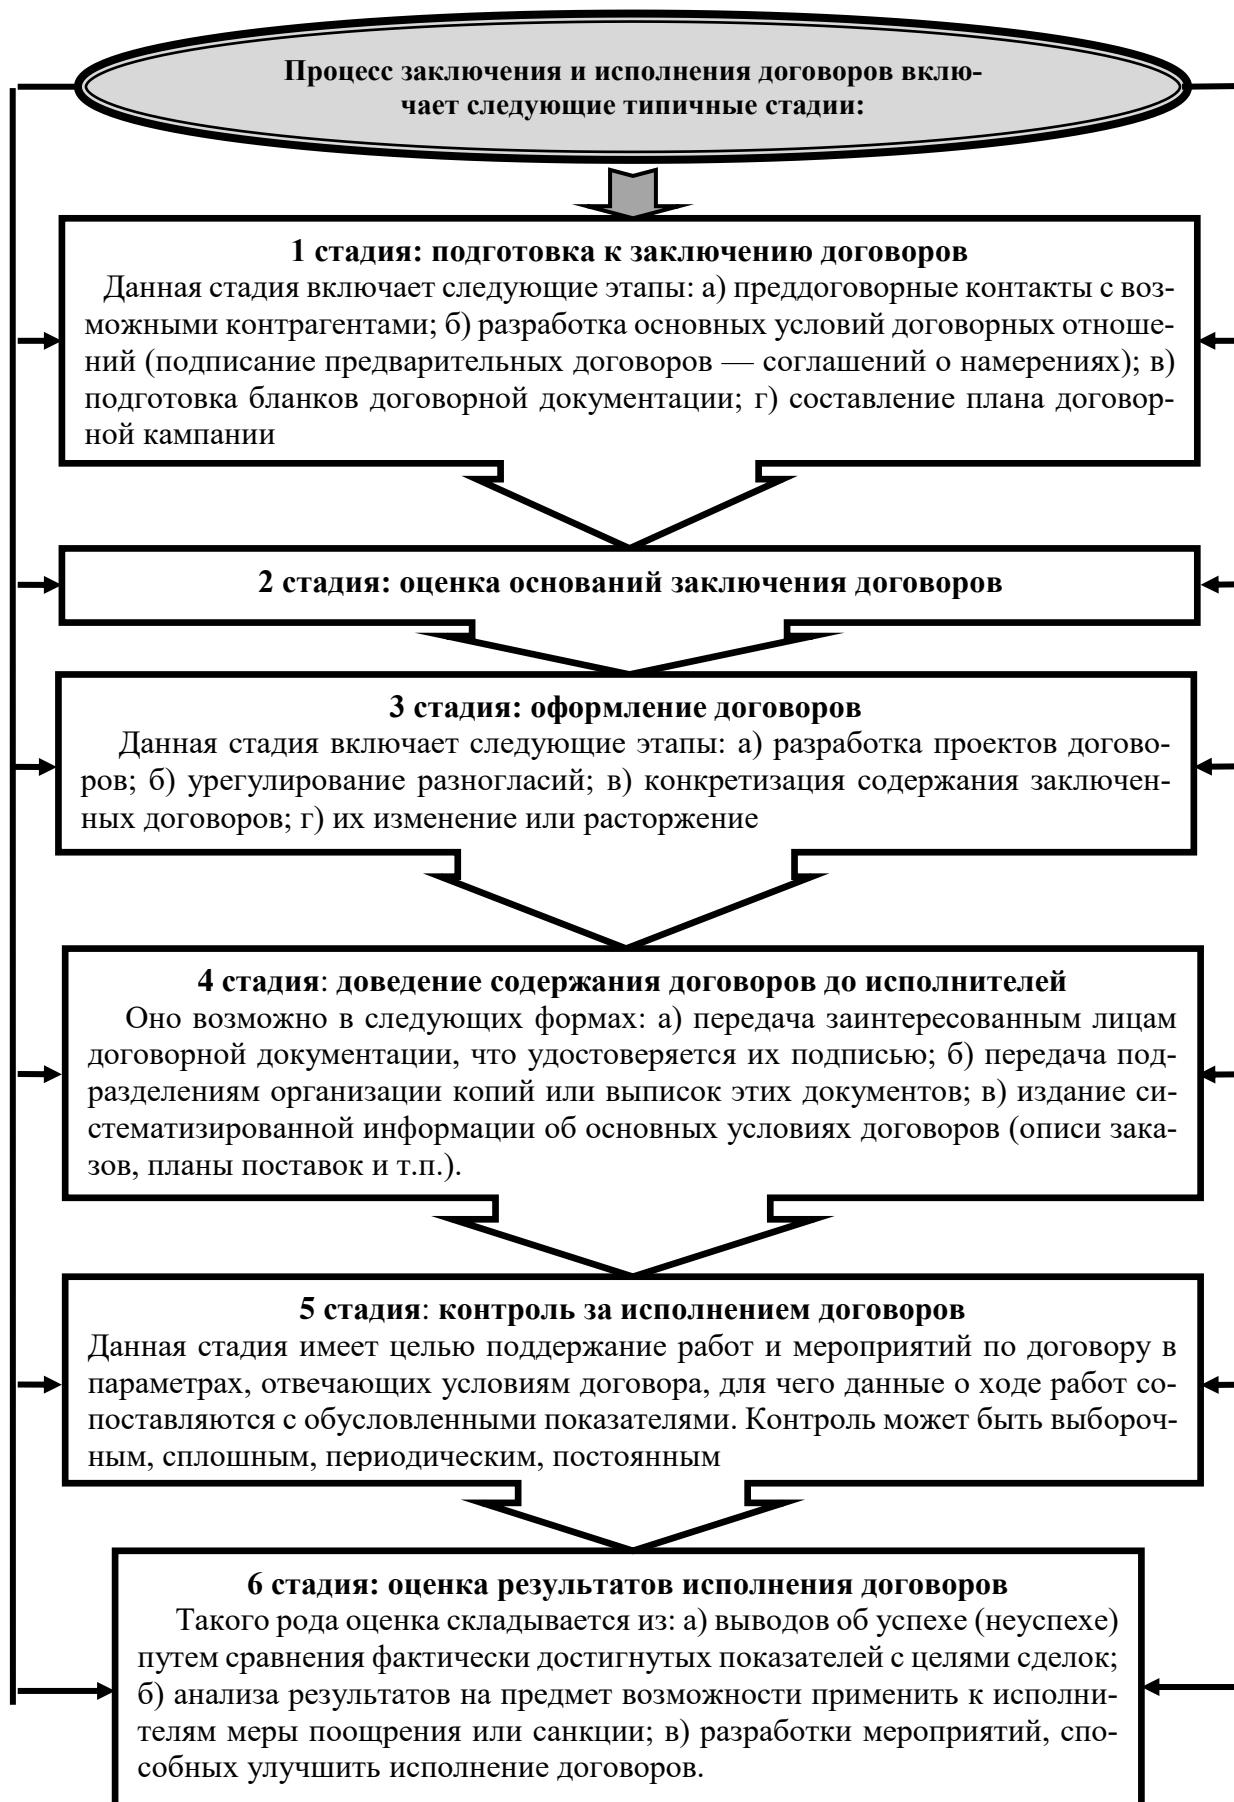 Процесс заключения и исполнения договоров вклю-
чает следующие типичные стадии:
1 стадия: подготовка к заключению договоров
Данная стадия включает следующие этапы: а) преддоговорные контакты с воз-
можными контрагентами; б) разработка основных условий договорных отноше-
ний (подписание предварительных договоров — соглашений о намерениях); в)
подготовка бланков договорной документации; г) составление плана договор-
ной кампании
2 стадия: оценка оснований заключения договоров
3 стадия: оформление договоров
Данная стадия включает следующие этапы: а) разработка проектов догово-
ров; б) урегулирование разногласий; в) конкретизация содержания заключен-
ных договоров; г) их изменение или расторжение
4 стадия: доведение содержания договоров до исполнителей
Оно возможно в следующих формах: а) передача заинтересованным лицам
договорной документации, что удостоверяется их подписью; б) передача под-
разделениям организации копий или выписок этих документов; в) издание си-
стематизированной информации об основных условиях договоров (описи зака-
зов, планы поставок и т.п.).
5 стадия: контроль за исполнением договоров
Данная стадия имеет целью поддержание работ и мероприятий по договору в
параметрах, отвечающих условиям договора, для чего данные о ходе работ со-
поставляются с обусловленными показателями. Контроль может быть выбороч-
ным, сплошным, периодическим, постоянным
6 стадия: оценка результатов исполнения договоров
Такого рода оценка складывается из: а) выводов об успехе (неуспехе)
путем сравнения фактически достигнутых показателей с целями сделок;
б) анализа результатов на предмет возможности применить к исполни-
телям меры поощрения или санкции; в) разработки мероприятий, спо-
собных улучшить исполнение договоров.